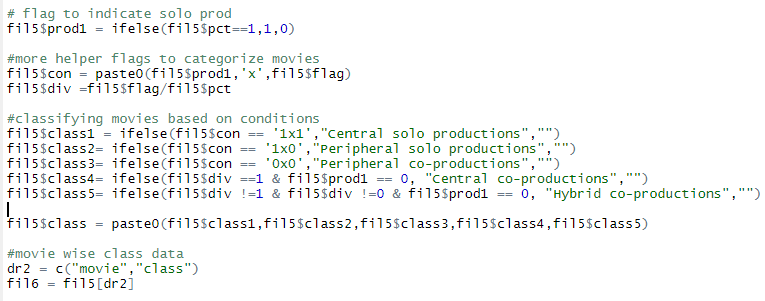 # flag to indicate solo prod
fil5$prod1 = ifelse(fil5$pct==1,1,0)
#more helper flags to categorize movies
fil5$con = paste0(fil5$prod1,'x',fil5$flag)
fil5$div =fil5$flag/fil5$pct
#classifying movies based on conditions
fil5$class1 = ifelse(fil5$con == '1x1',"Central solo productions","")
fil5$class2= ifelse(fil5$con == '1x0',"Peripheral solo productions","")
fil5$class3= ifelse(fil5$con == '0x0',"Peripheral co-productions","")
fil5$class4= ifelse(fil5$div ==1 & fil5$prod1 == 0, "Central co-productions","")
fil5$class5= ifelse(fil5$div !=1 & fil5$div !=0 & fil5$prod1 == 0, "Hybrid co-productions","")
fil5$class = paste0(fil5$class1,fil5$class2,fil5$class3,fil5$class4,fil5$class5)
#movie wise class data
dr2 = c("movie","class")
fil6 = fil5[dr2]